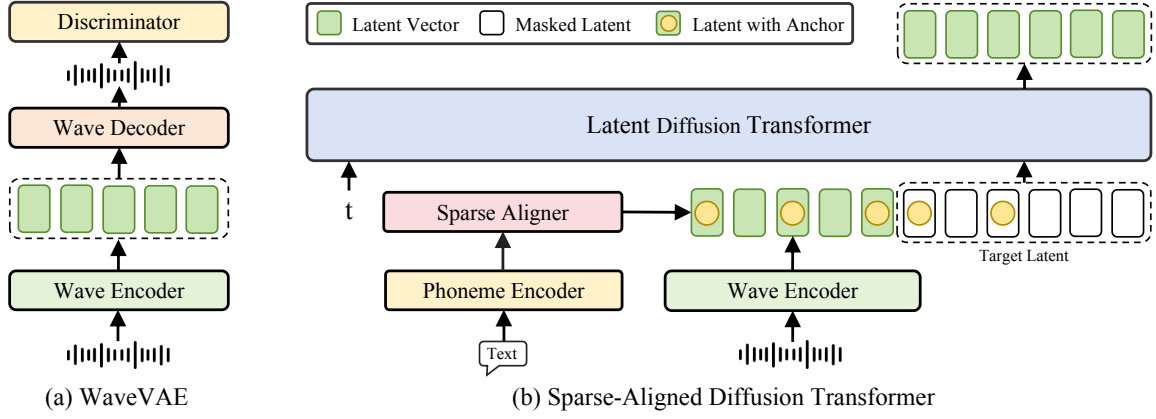 Discriminator
Wave Decoder
Wave Encoder
(a) WaveVAE
Latent Vector
Masked Latent
Latent with Anchor
Latent Diffusion Transformer
t
Sparse Aligner
Target Latent
Phoneme Encoder
Wave Encoder
Text
(b) Sparse-Aligned Diffusion Transformer